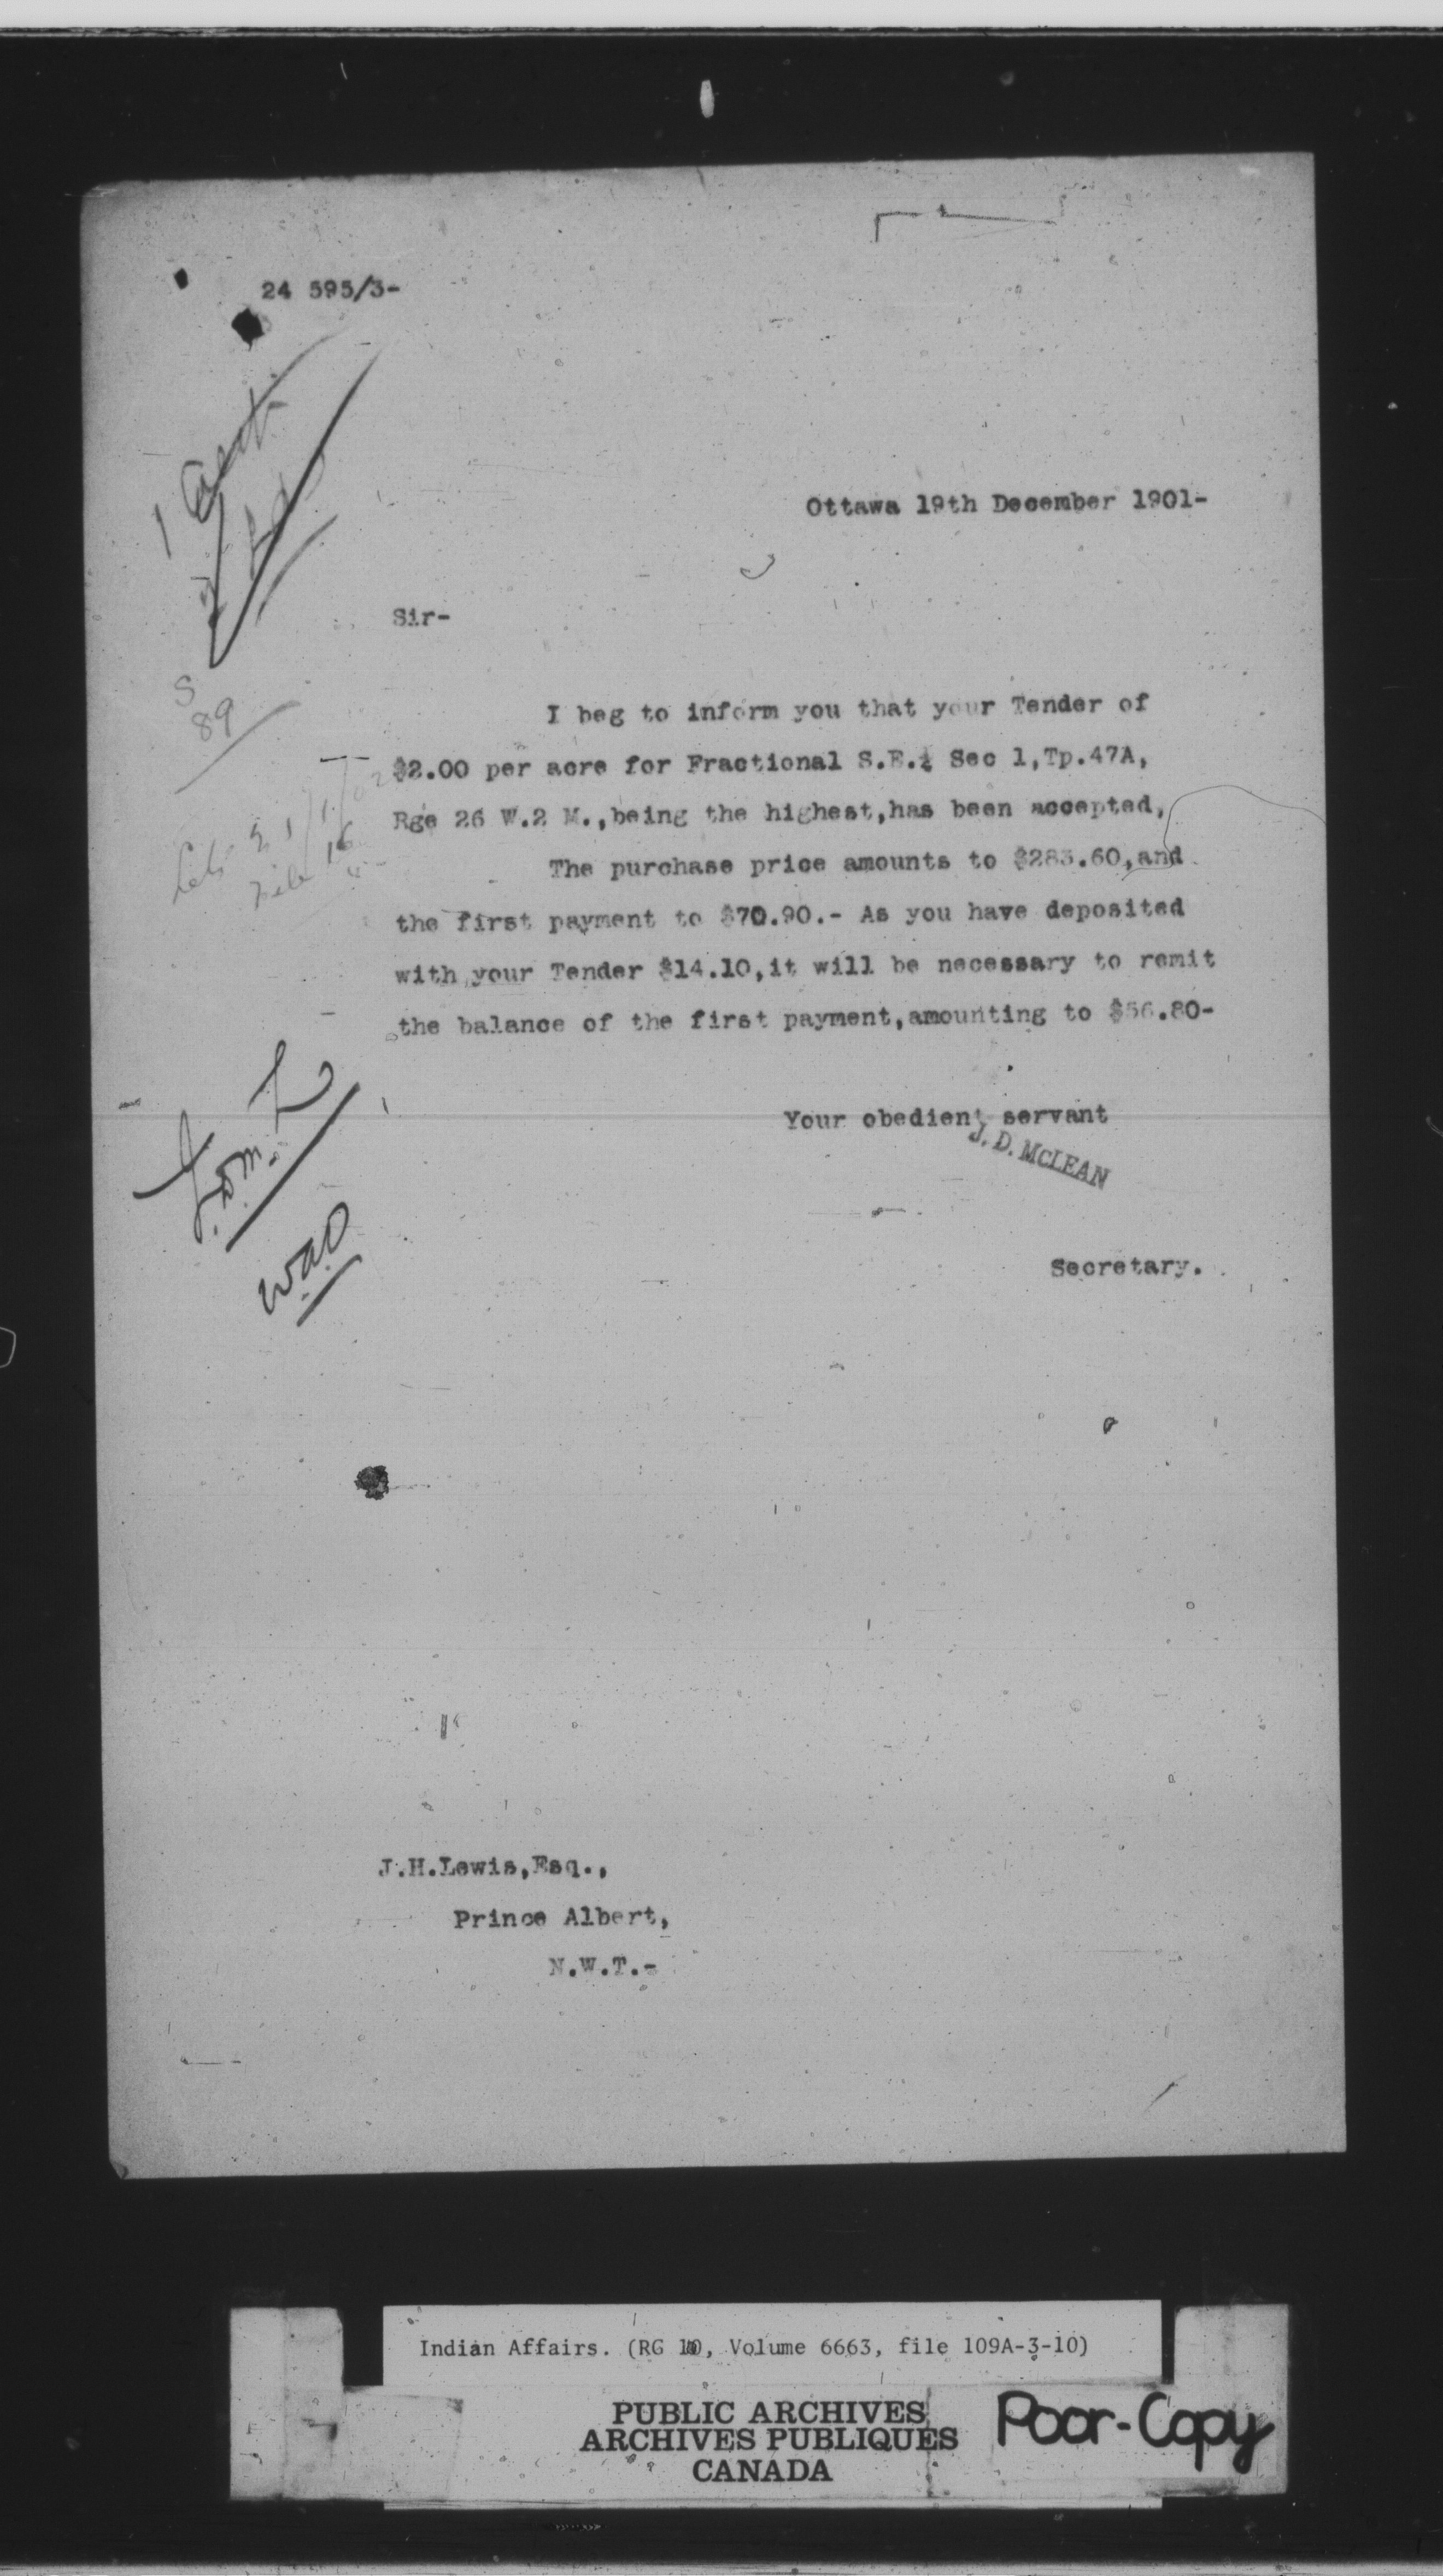 24 595/3-
Ottawa 19th December 1901-
Sir-
S
89
I beg to inform you that your Tender of
$2.00 per acre for Fractional S.E.¼ Sec 1,Tp.47A,
Rge 26 W.2 M.,being the highest,has been accepted,
The purchase price amounts to $283.60,and
the first payment to $70.90.- As you have deposited
with your Tender $14.10,it will be necessary to remit
the balance of the first payment,amounting to $56.80-
Your obedient servant
J. D. McLEAN
Secretary.
J.H.Lewis,Esq.,
Prince Albert,
N.W.T.-
Indian Affairs. (RG 10, Volume 6663, file 109A-3-10)
PUBLIC ARCHIVES
ARCHIVES PUBLIQUES
CANADA
Poor-Copy